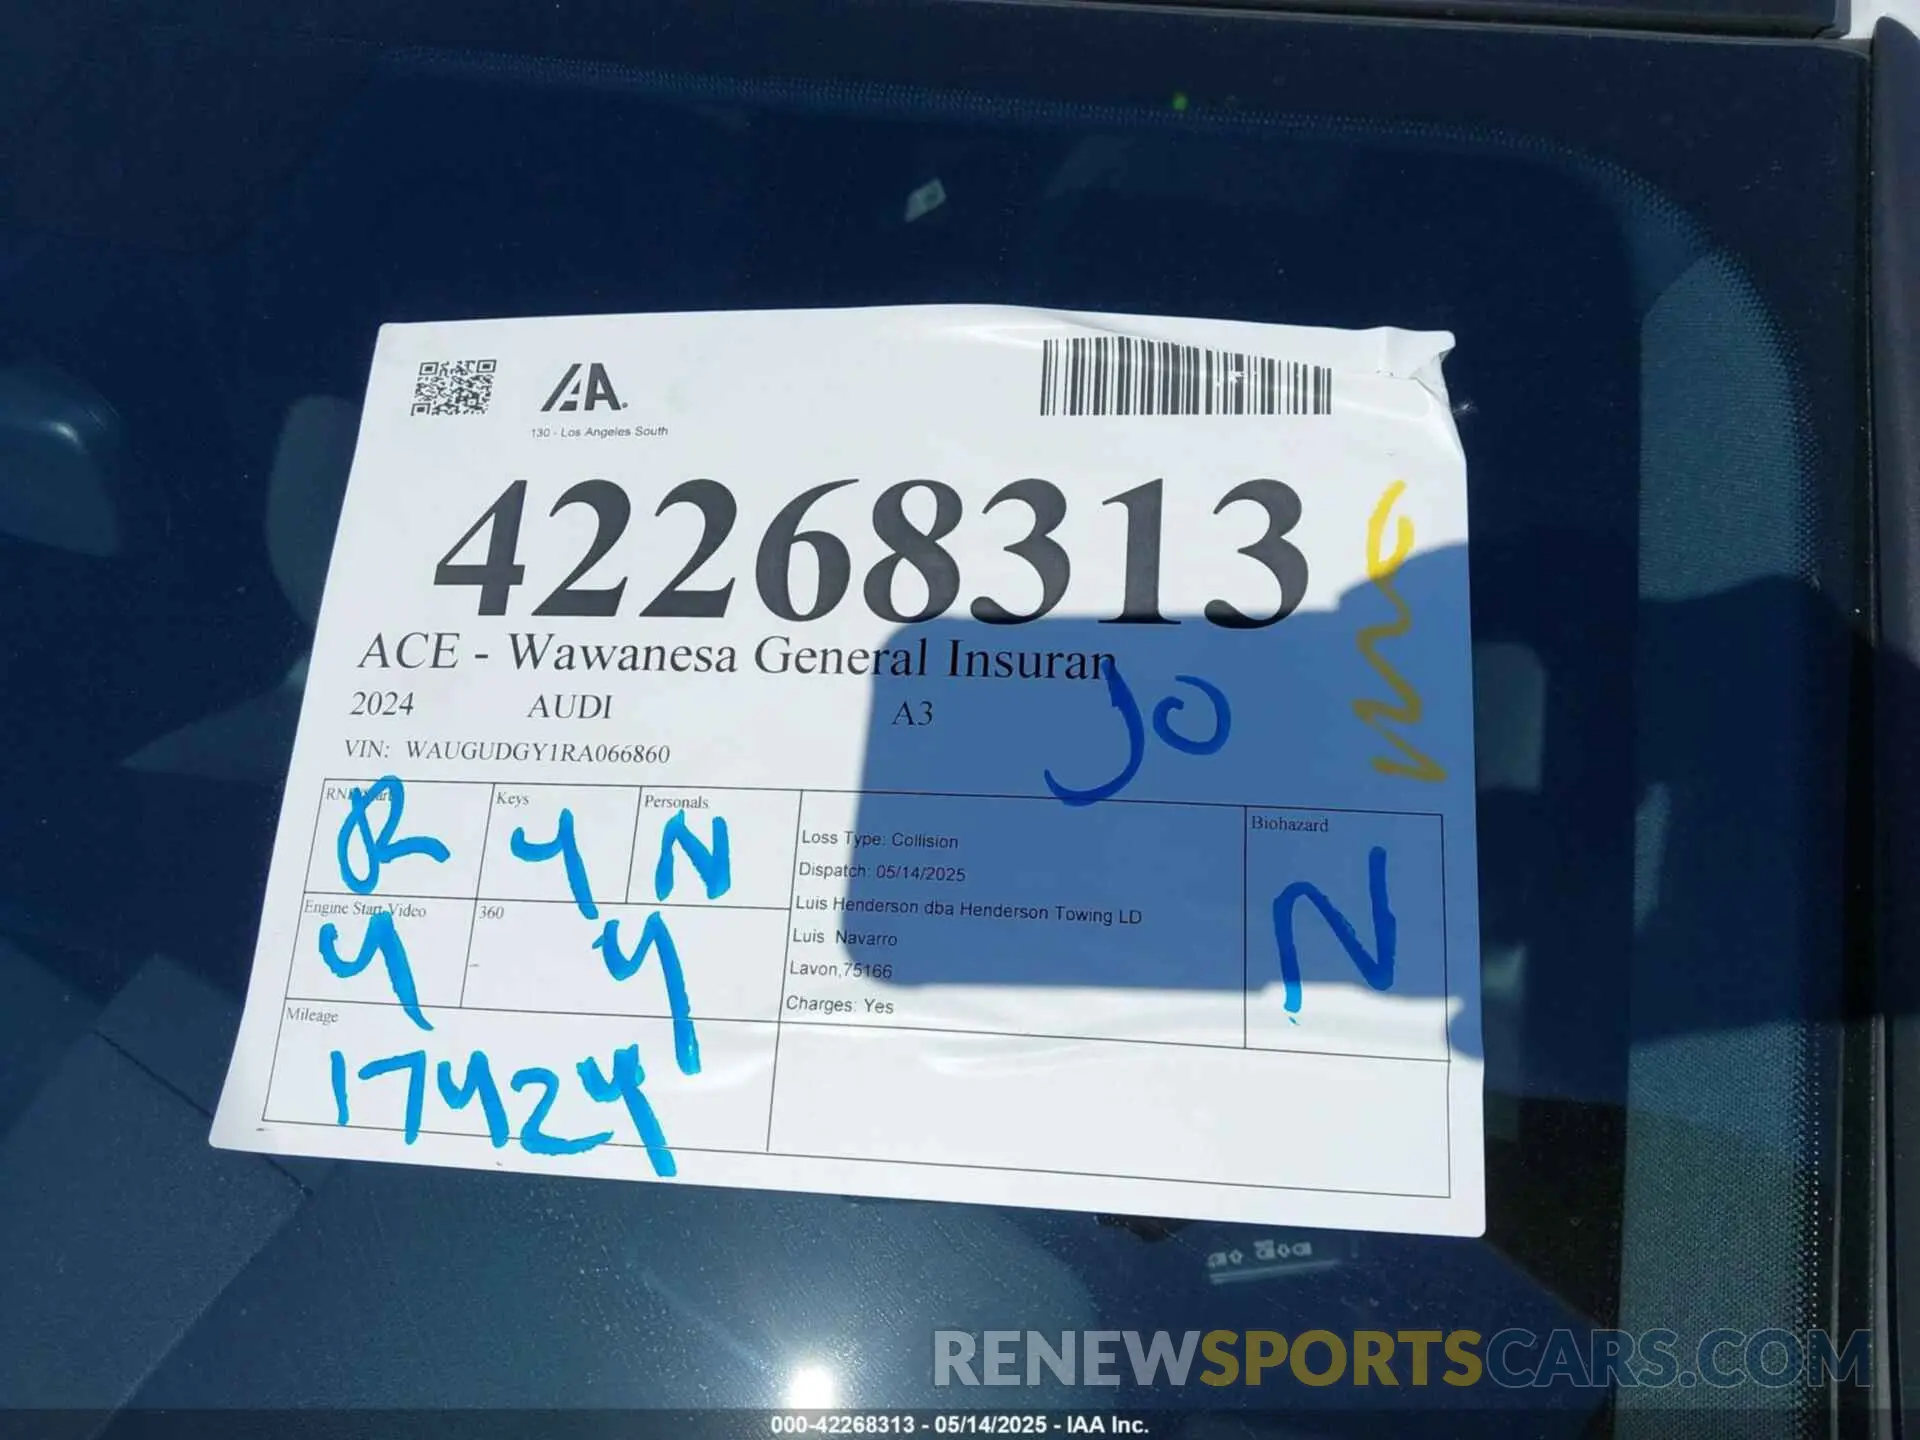 IAA.
130 - Los Angeles South
42268313
ACE - Wawanesa General Insuran
2024 AUDI A3
JO
VIN: WAUGUDGY1RA066860
R
Keys
Y
Personals
N
Loss Type: Collision
Dispatch: 05/14/2025
Luis Henderson dba Henderson Towing LD
Luis Navarro
Lavon,75166
Charges: Yes
Biohazard
N
Engine Start Video
Y
360
Y
Mileage
17424
RENEWSPORTSCARS.COM
000-42268313 - 05/14/2025 - IAA Inc.